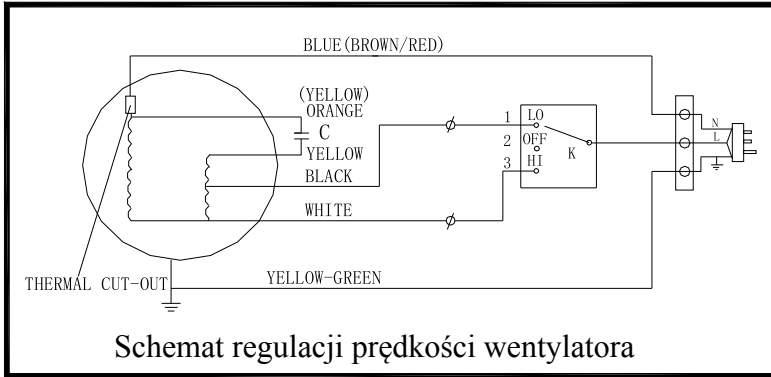 BLUE(BROWN/RED)
(YELLOW)
ORANGE
C
YELLOW
BLACK
WHITE
1 LO
2 OFF
3 HI
K
N
L
THERMAL CUT-OUT
YELLOW-GREEN
Schemat regulacji prędkości wentylatora